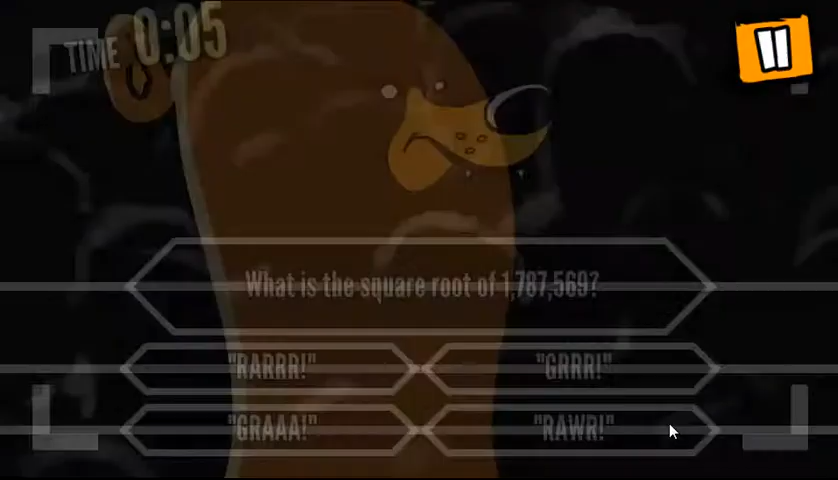 TIME 0:05
What is the square root of 1,787,569?
"RARRR!"
"GRRR!"
"GRAAA!"
"RAWR!"